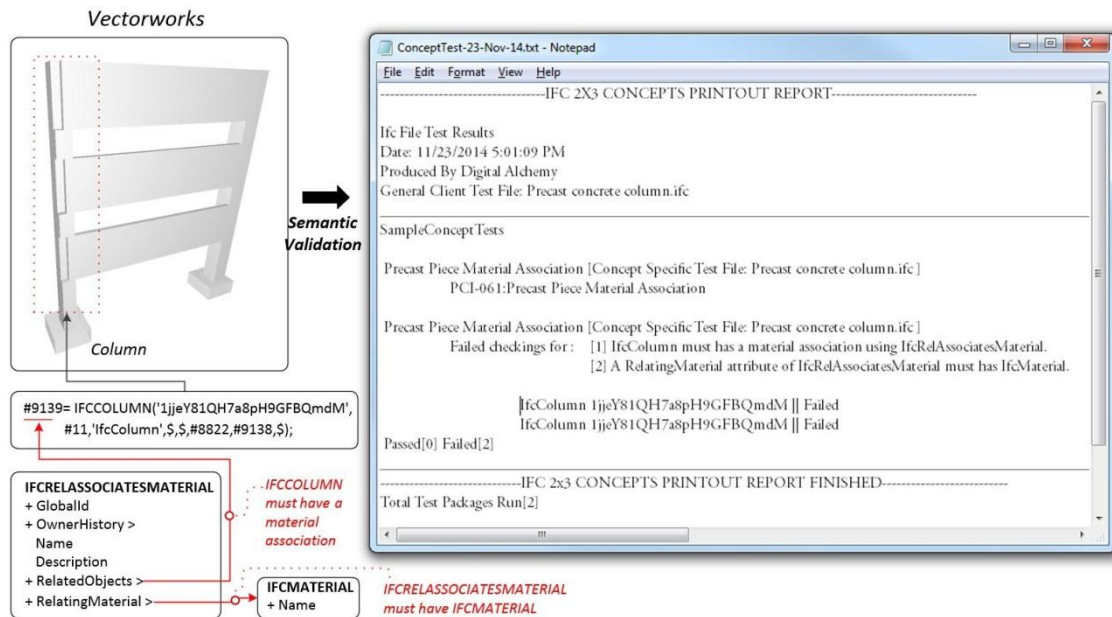 Vectorworks
Column
#9139= IFCCOLUMN('1jjeY81QH7a8pH9GFBQmdM',
#11,'IfcColumn',$,$,#8822,#9138,$);
IFCRELASSOCIATESMATERIAL
+ GlobalId
+ OwnerHistory >
Name
Description
+ RelatedObjects >
+ RelatingMaterial >
IFCCOLUMN
must have a
material
association
IFCMATERIAL
+ Name
IFCRELASSOCIATESMATERIAL
must have IFCMATERIAL
Semantic
Validation
ConceptTest-23-Nov-14.txt - Notepad
File Edit Format View Help
---------------------------------IFC 2X3 CONCEPTS PRINTOUT REPORT-----------------------------
Ifc File Test Results
Date: 11/23/2014 5:01:09 PM
Produced By Digital Alchemy
General Client Test File: Precast concrete column.ifc
SampleConceptTests
Precast Piece Material Association [Concept Specific Test File: Precast concrete column.ifc ]
PCI-061:Precast Piece Material Association
Precast Piece Material Association [Concept Specific Test File: Precast concrete column.ifc ]
Failed checkings for : [1] IfcColumn must has a material association using IfcRelAssociatesMaterial.
[2] A RelatingMaterial attribute of IfcRelAssociatesMaterial must has IfcMaterial.
IfcColumn 1jjeY81QH7a8pH9GFBQmdM || Failed
IfcColumn 1jjeY81QH7a8pH9GFBQmdM || Failed
Passed[0] Failed[2]
----------------------------IFC 2x3 CONCEPTS PRINTOUT REPORT FINISHED-------------------------
Total Test Packages Run[2]